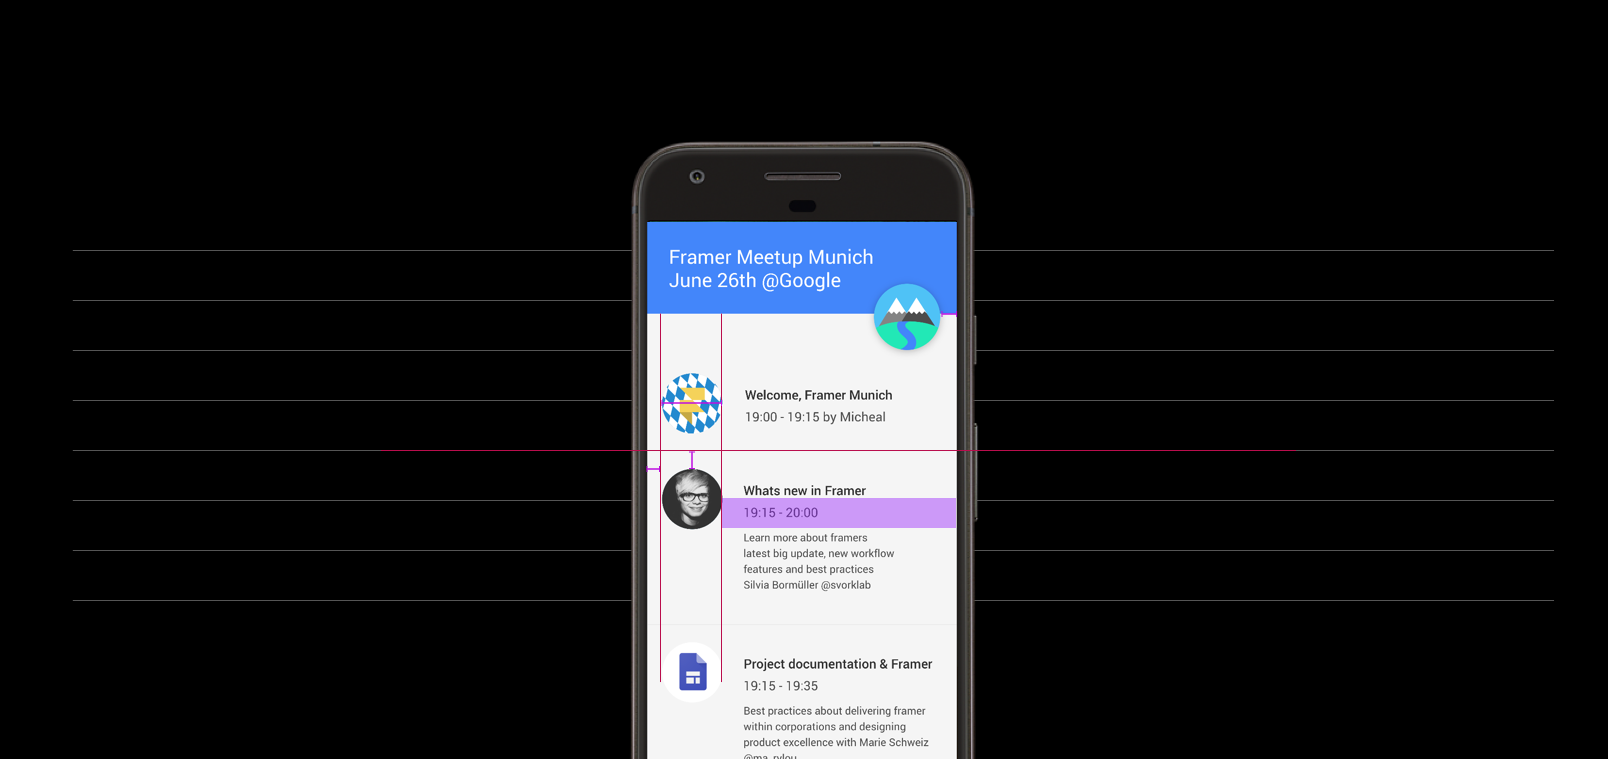 Framer Meetup Munich
June 26th @Google
Welcome, Framer Munich
19:00 - 19:15 by Micheal
Whats new in Framer
19:15 - 20:00
Learn more about framers
latest big update, new workflow
features and best practices
Silvia Bormüller @svorklab
Project documentation & Framer
19:15 - 19:35
Best practices about delivering framer
within corporations and designing
product excellence with Marie Schweiz